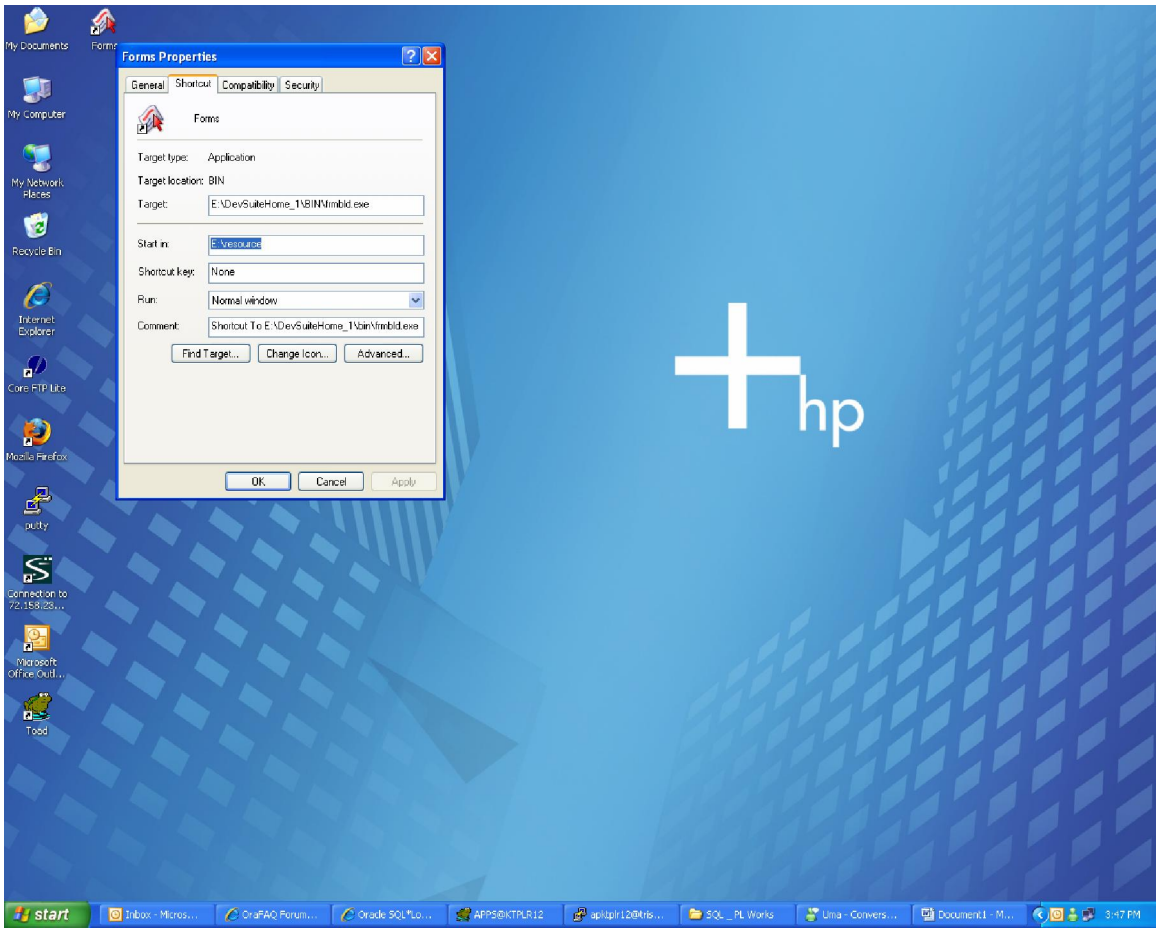 My Documents
Forms
My Computer
My Network
Places
Recycle Bin
Internet
Explorer
Core FTP Lite
Mozilla Firefox
putty
Connection to
72.158.23...
Microsoft
Office Outl...
Toad
Forms Properties
General
Shortcut
Compatibility
Security
Forms
Target type: Application
Target location: BIN
Target: E:\DevSuiteHome_1\BIN\frmbld.exe
Start in: E:\resource
Shortcut key: None
Run: Normal window
Comment: Shortcut To E:\DevSuiteHome_1\bin\frmbld.exe
Find Target...
Change Icon...
Advanced...
OK
Cancel
Apply
hp
start
Inbox - Micros...
OraFAQ Forum...
Oracle SQL*Lo...
APPS@KTPLR12
apktplr12@tris...
SQL _ PL Works
Uma - Convers...
Document1 - M...
3:47 PM